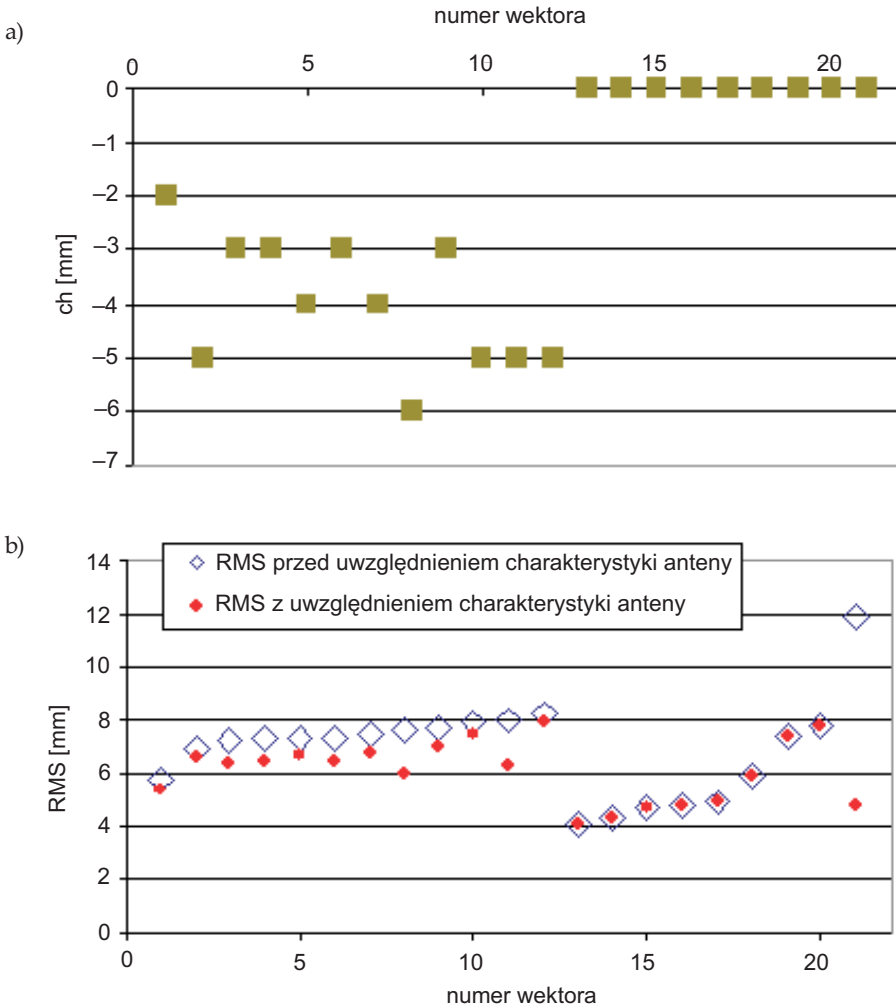 a)
numer wektora
0 5 10 15 20
0
–1
–2
–3
–4
–5
–6
–7
ch [mm]
b)
RMS przed uwzględnieniem charakterystyki anteny
RMS z uwzględnieniem charakterystyki anteny
14
12
10
8
6
4
2
0
RMS [mm]
0 5 10 15 20
numer wektora